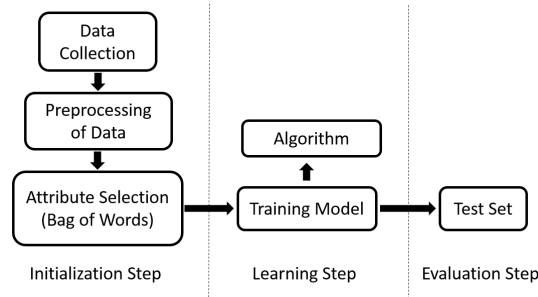 Data
Collection
Preprocessing
of Data
Attribute Selection
(Bag of Words)
Initialization Step
Algorithm
Training Model
Learning Step
Test Set
Evaluation Step